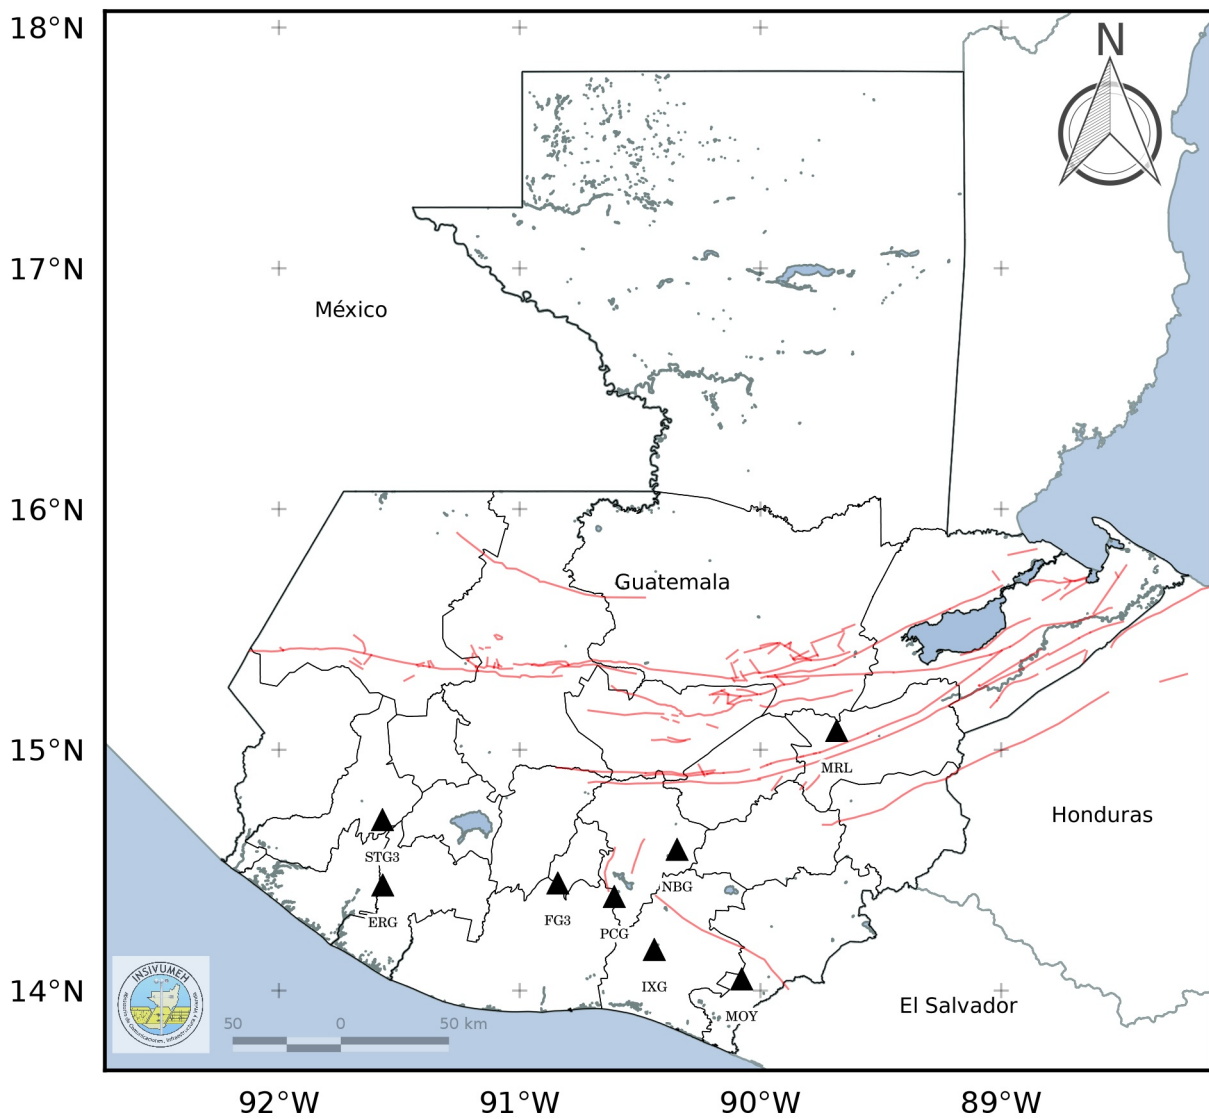 18°N
N
17°N
México
16°N
Guatemala
15°N
MRL
Honduras
STG3
NBG
ERG
FG3
PCG
14°N
IXG
MOY
El Salvador
INSIVUMEH
50 0 50 km
92°W 91°W 90°W 89°W